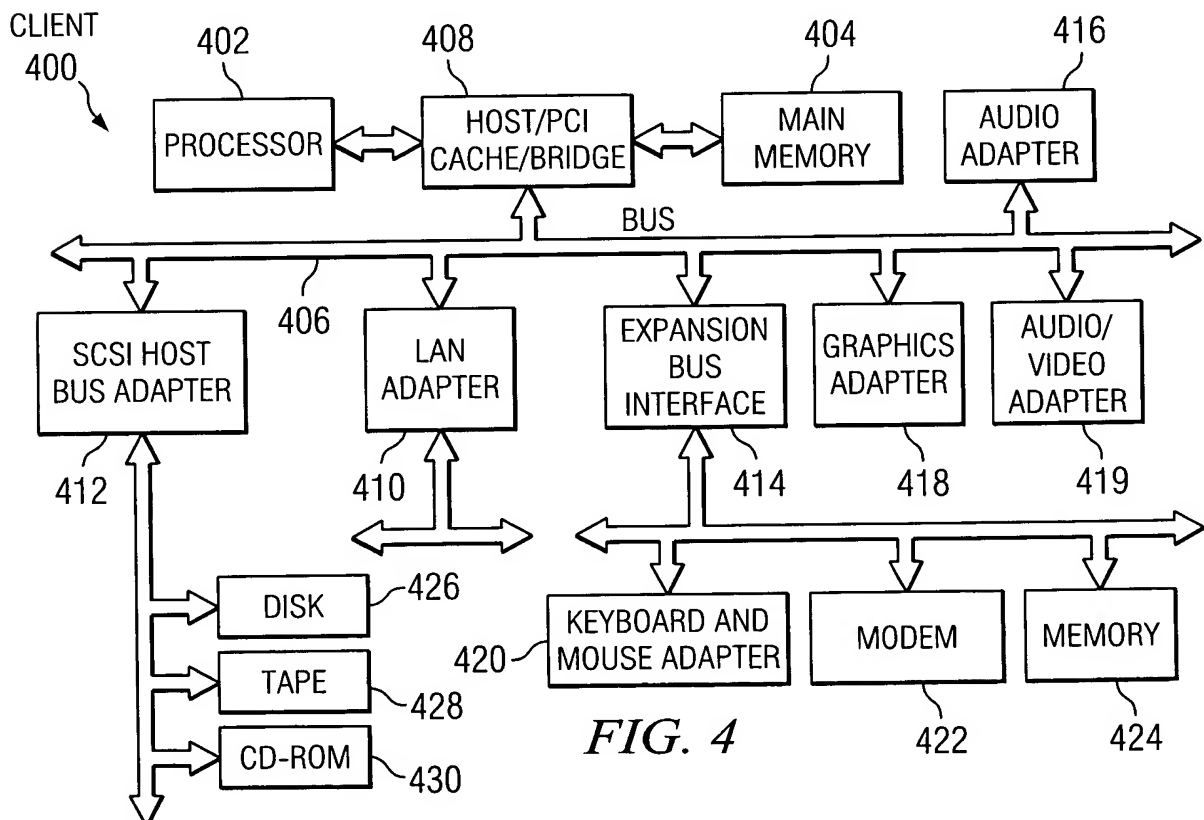 CLIENT
400
402
408
404
416
PROCESSOR
HOST/PCI
CACHE/BRIDGE
MAIN
MEMORY
AUDIO
ADAPTER
BUS
406
SCSI HOST
BUS ADAPTER
LAN
ADAPTER
EXPANSION
BUS
INTERFACE
GRAPHICS
ADAPTER
AUDIO/
VIDEO
ADAPTER
412
410
414
418
419
DISK
426
TAPE
428
CD-ROM
430
420
KEYBOARD AND
MOUSE ADAPTER
MODEM
MEMORY
422
424
FIG. 4